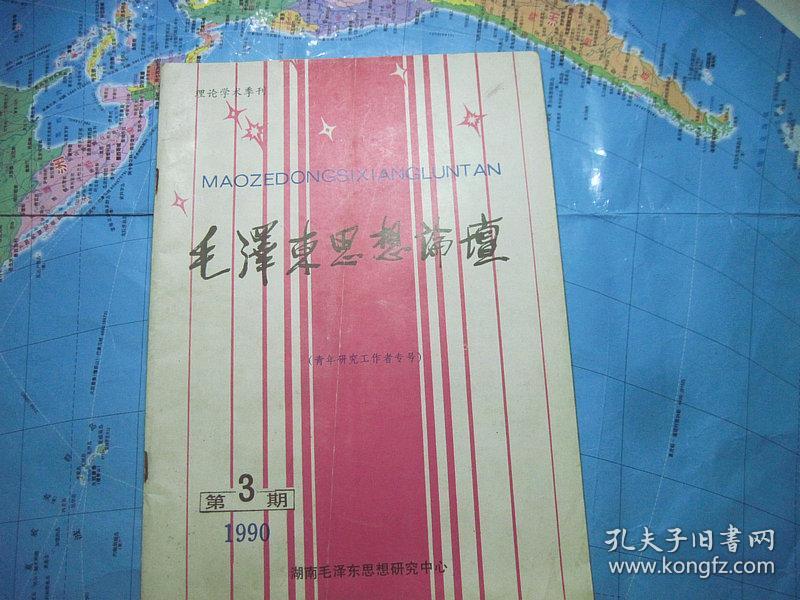 理论学术季刊
MAOZEDONGSIXIANGLUNTAN
毛澤東思想論壇
(青年研究工作者专号)
第3期
1990
湖南毛泽东思想研究中心
孔夫子旧书网
www.kongfz.com